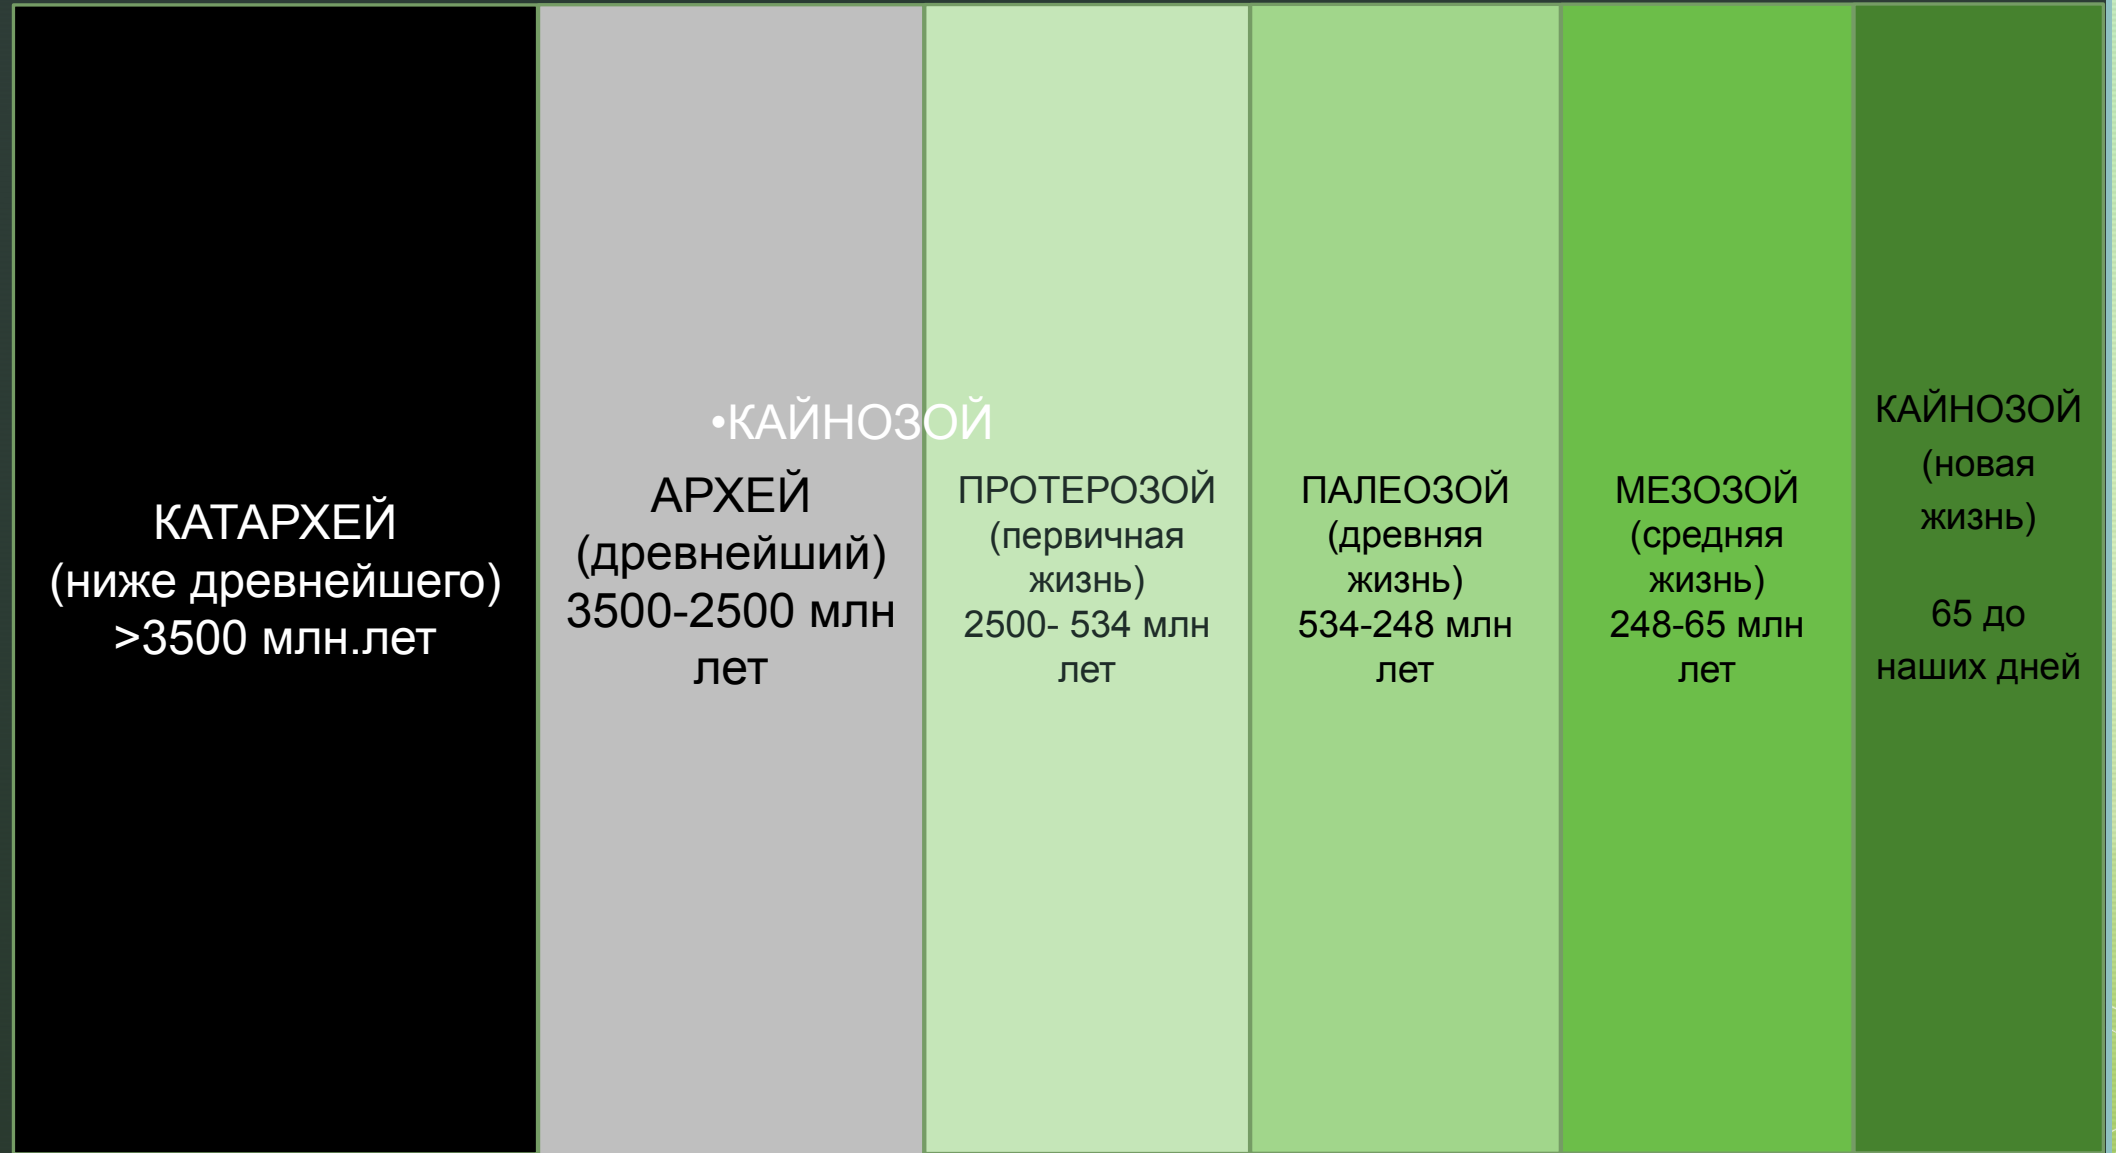 КАТАРХЕЙ
(ниже древнейшего)
>3500 млн.лет
•КАЙНОЗОЙ
АРХЕЙ
(древнейший)
3500-2500 млн
лет
ПРОТЕРОЗОЙ
(первичная
жизнь)
2500- 534 млн
лет
ПАЛЕОЗОЙ
(древняя
жизнь)
534-248 млн
лет
МЕЗОЗОЙ
(средняя
жизнь)
248-65 млн
лет
КАЙНОЗОЙ
(новая
жизнь)
65 до
наших дней